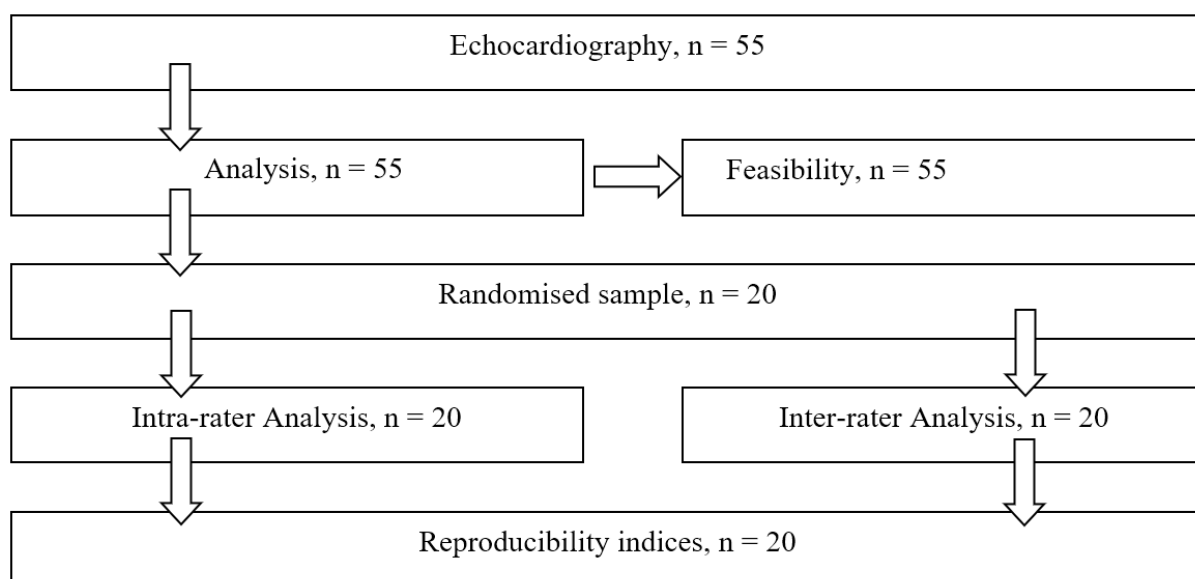 Echocardiography, n = 55
Analysis, n = 55
Feasibility, n = 55
Randomised sample, n = 20
Intra-rater Analysis, n = 20
Inter-rater Analysis, n = 20
Reproducibility indices, n = 20